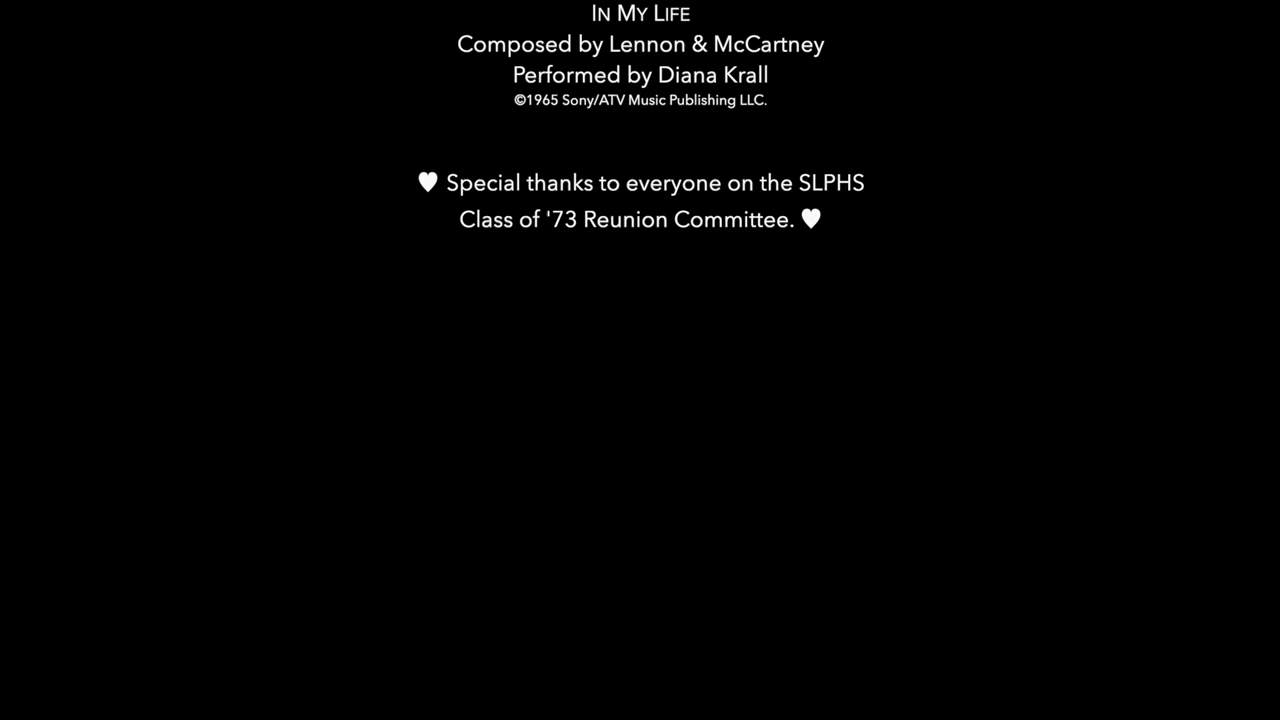 IN MY LIFE
Composed by Lennon & McCartney
Performed by Diana Krall
©1965 Sony/ATV Music Publishing LLC.
♥ Special thanks to everyone on the SLPHS
Class of '73 Reunion Committee. ♥